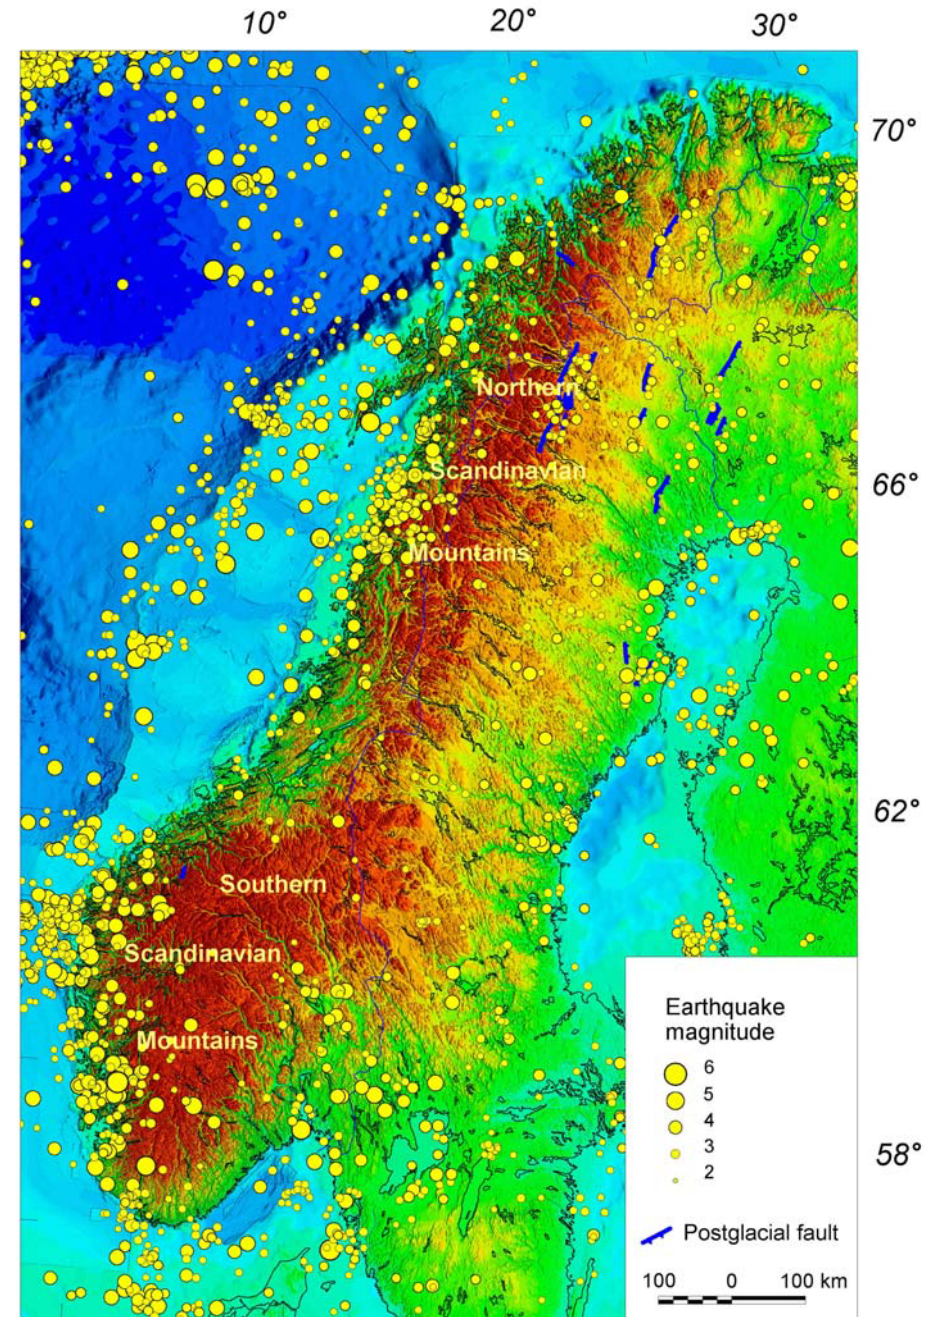 10° 20° 30°
70°
Northern
Scandinavian
66°
Mountains
62°
Southern
Scandinavian
Mountains
Earthquake
magnitude
6
5
4
3
2
58°
Postglacial fault
100 0 100 km